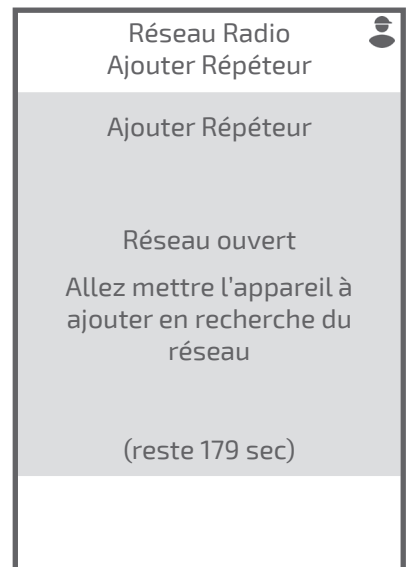 Réseau Radio
Ajouter Répéteur
Ajouter Répéteur
Réseau ouvert
Allez mettre l'appareil à
ajouter en recherche du
réseau
(reste 179 sec)